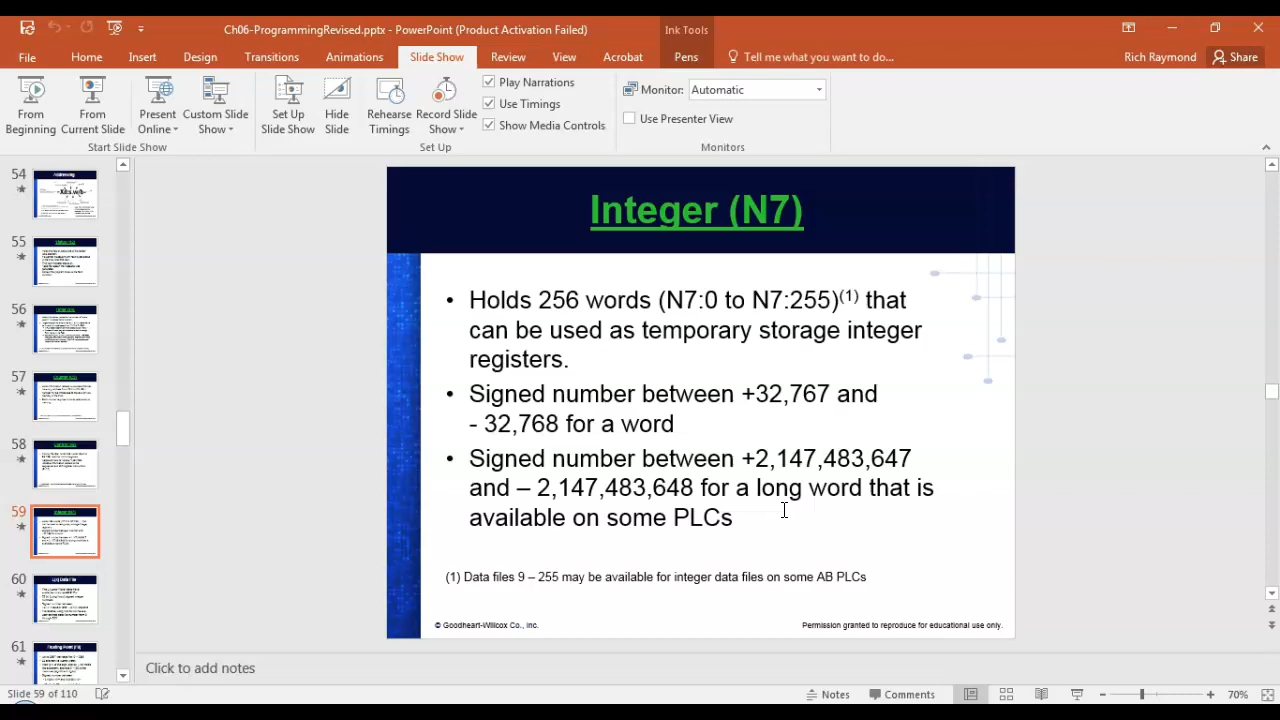 Ch06-ProgrammingRevised.pptx - PowerPoint (Product Activation Failed)
Ink Tools
File Home Insert Design Transitions Animations Slide Show Review View Acrobat Pens Tell me what you want to do... Rich Raymond Share
From Beginning
From Current Slide
Present Online
Custom Slide Show
Set Up Slide Show
Hide Slide
Rehearse Timings
Record Slide Show
Play Narrations
Use Timings
Show Media Controls
Monitor: Automatic
Use Presenter View
Start Slide Show
Set Up
Monitors
54
Addressing
55
56
57
58
59
60
61
Floating Point (F8)
Integer (N7)
• Holds 256 words (N7:0 to N7:255)(1) that
can be used as temporary storage integer
registers.
• Signed number between +32,767 and
- 32,768 for a word
• Signed number between +2,147,483,647
and – 2,147,483,648 for a long word that is
available on some PLCs
(1) Data files 9 – 255 may be available for integer data files on some AB PLCs
© Goodheart-Willcox Co., Inc.
Permission granted to reproduce for educational use only.
Click to add notes
Slide 59 of 110
Notes
Comments
70%